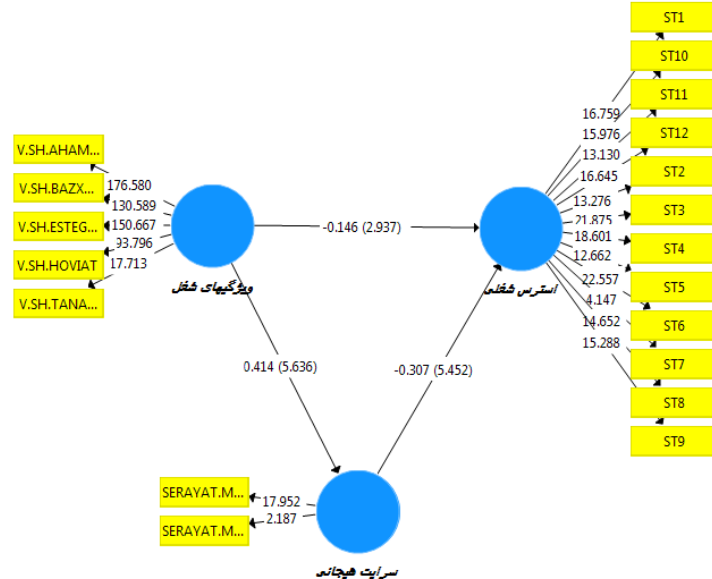 ST1
ST10
ST11
ST12
ST2
ST3
ST4
ST5
ST6
ST7
ST8
ST9
16.759
15.976
13.130
16.645
13.276
21.875
18.601
12.662
22.557
4.147
14.652
15.288
V.SH.AHAM...
V.SH.BAZX...
V.SH.ESTEG...
V.SH.HOVIAT
V.SH.TANA...
176.580
130.589
150.667
93.796
17.713
-0.146 (2.937)
ویژگیهای شغل
استرس شغلی
0.414 (5.636)
-0.307 (5.452)
SERAYAT.M...
SERAYAT.M...
17.952
2.187
سرایت هیجانی